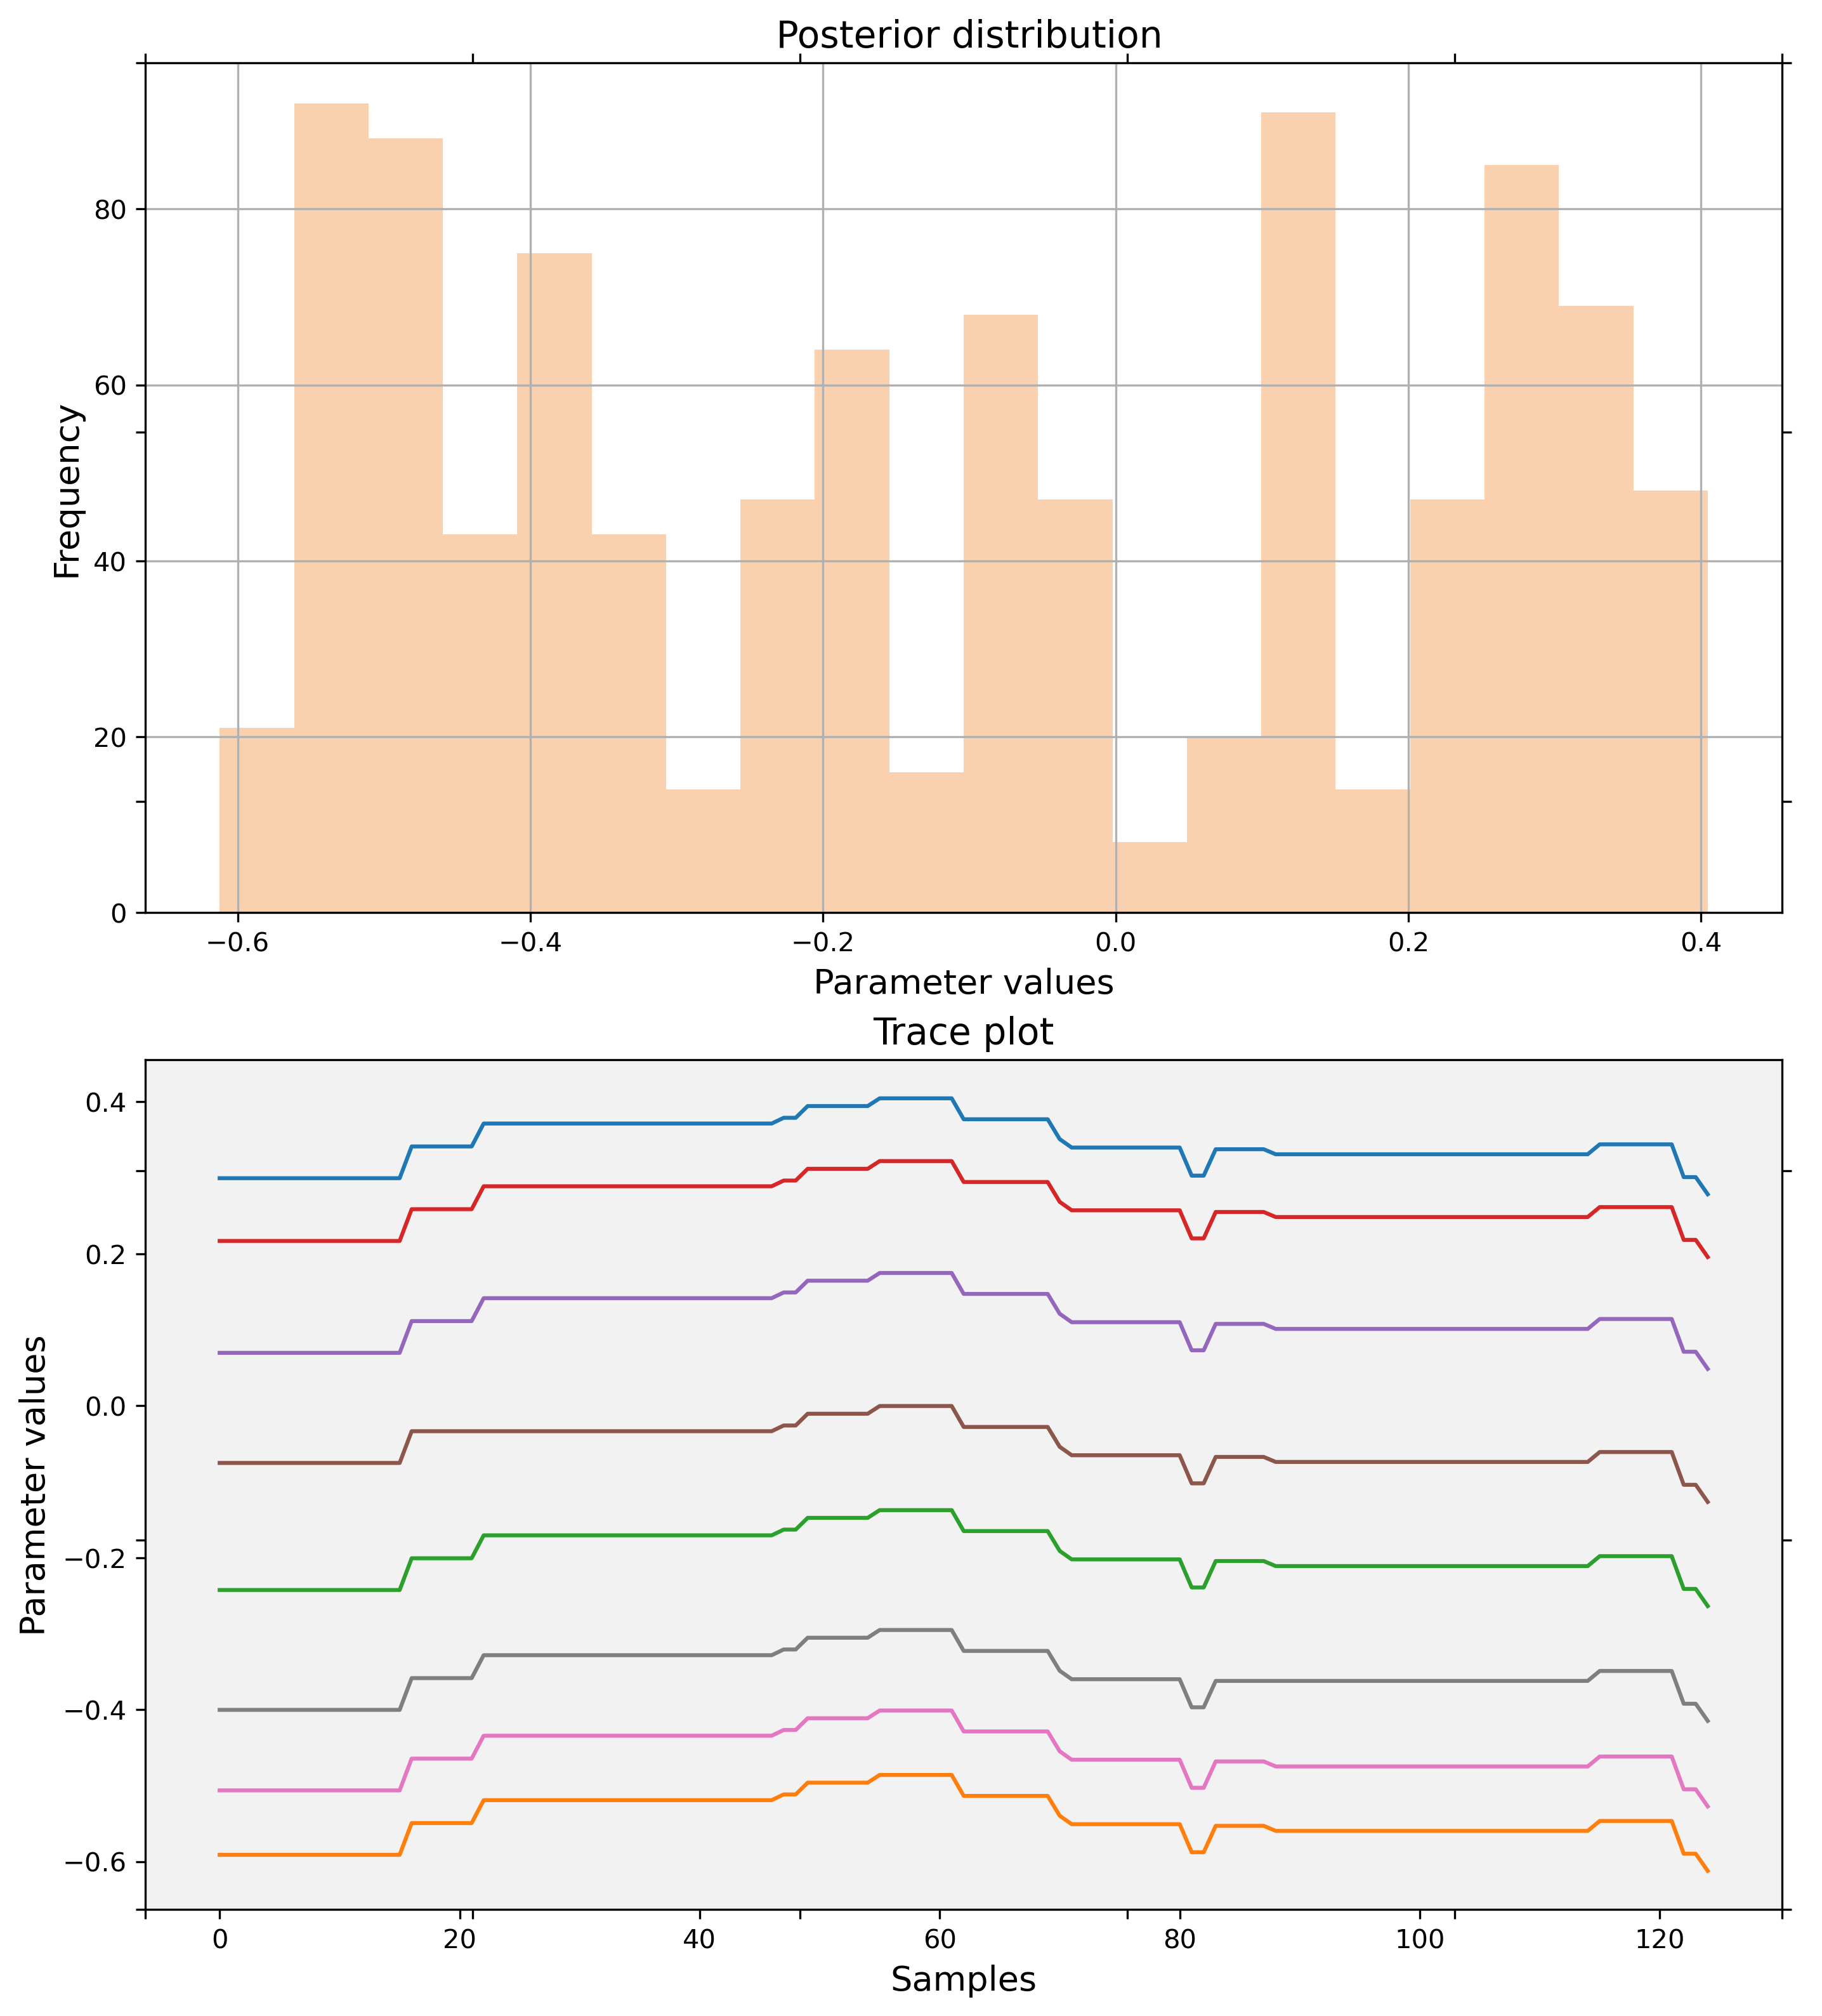 Posterior distribution
Frequency
80
60
40
20
0
−0.6 −0.4 −0.2 0.0 0.2 0.4
Parameter values
Trace plot
Parameter values
0.4
0.2
0.0
−0.2
−0.4
−0.6
0 20 40 60 80 100 120
Samples